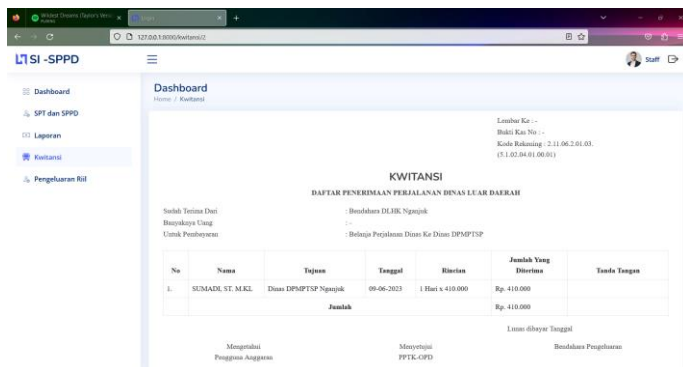 Wildest Dreams (Taylor's Versi
127.0.0.1:8000/kwitansi/2
SI -SPPD
Staff
Dashboard
SPT dan SPPD
Laporan
Kwitansi
Pengeluaran Riil
Dashboard
Home / Kwitansi
Lembar Ke : -
Bukti Kas No : -
Kode Rekening : 2.11.06.2.01.03.
(5.1.02.04.01.00.01)
KWITANSI
DAFTAR PENERIMAAN PERJALANAN DINAS LUAR DAERAH
Sudah Terima Dari : Bendahara DLHK Nganjuk
Banyaknya Uang : -
Untuk Pembayaran : Belanja Perjalanan Dinas Ke Dinas DPMPTSP
No Nama Tujuan Tanggal Rincian Jumlah Yang Diterima Tanda Tangan
1. SUMADI, ST. M.KL Dinas DPMPTSP Nganjuk 09-06-2023 1 Hari x 410.000 Rp. 410.000
Jumlah Rp. 410.000
Lunas dibayar Tanggal
Mengetahui Menyetujui Bendahara Pengeluaran
Pengguna Anggaran PPTK-OPD